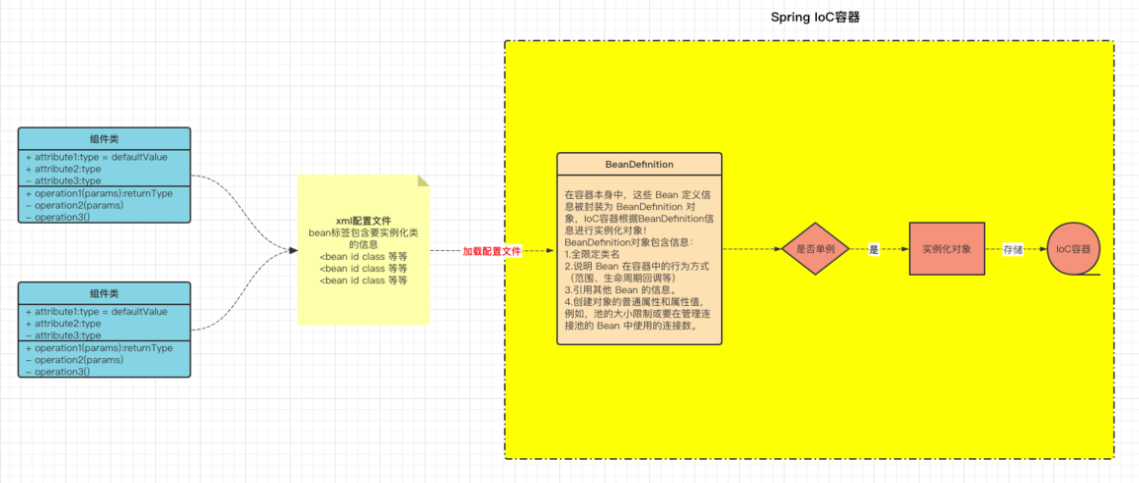 Spring IoC容器
组件类
+ attribute1:type = defaultValue
+ attribute2:type
- attribute3:type
+ operation1(params):returnType
- operation2(params)
- operation3()
xml配置文件
bean标签包含要实例化类
的信息
<bean id class 等等
<bean id class 等等
<bean id class 等等
组件类
+ attribute1:type = defaultValue
+ attribute2:type
- attribute3:type
+ operation1(params):returnType
- operation2(params)
- operation3()
加载配置文件
BeanDefinition
在容器本身中，这些 Bean 定义信
息被封装为 BeanDefinition 对
象，IoC容器根据BeanDefinition信
息进行实例化对象！
BeanDefinition对象包含信息：
1.全限定类名
2.说明 Bean 在容器中的行为方式
（范围、生命周期回调等）
3.引用其他 Bean 的信息。
4.创建对象的普通属性和属性值，
例如，池的大小限制或要在管理连
接池的 Bean 中使用的连接数。
是否单例
是
实例化对象
存储
IoC容器